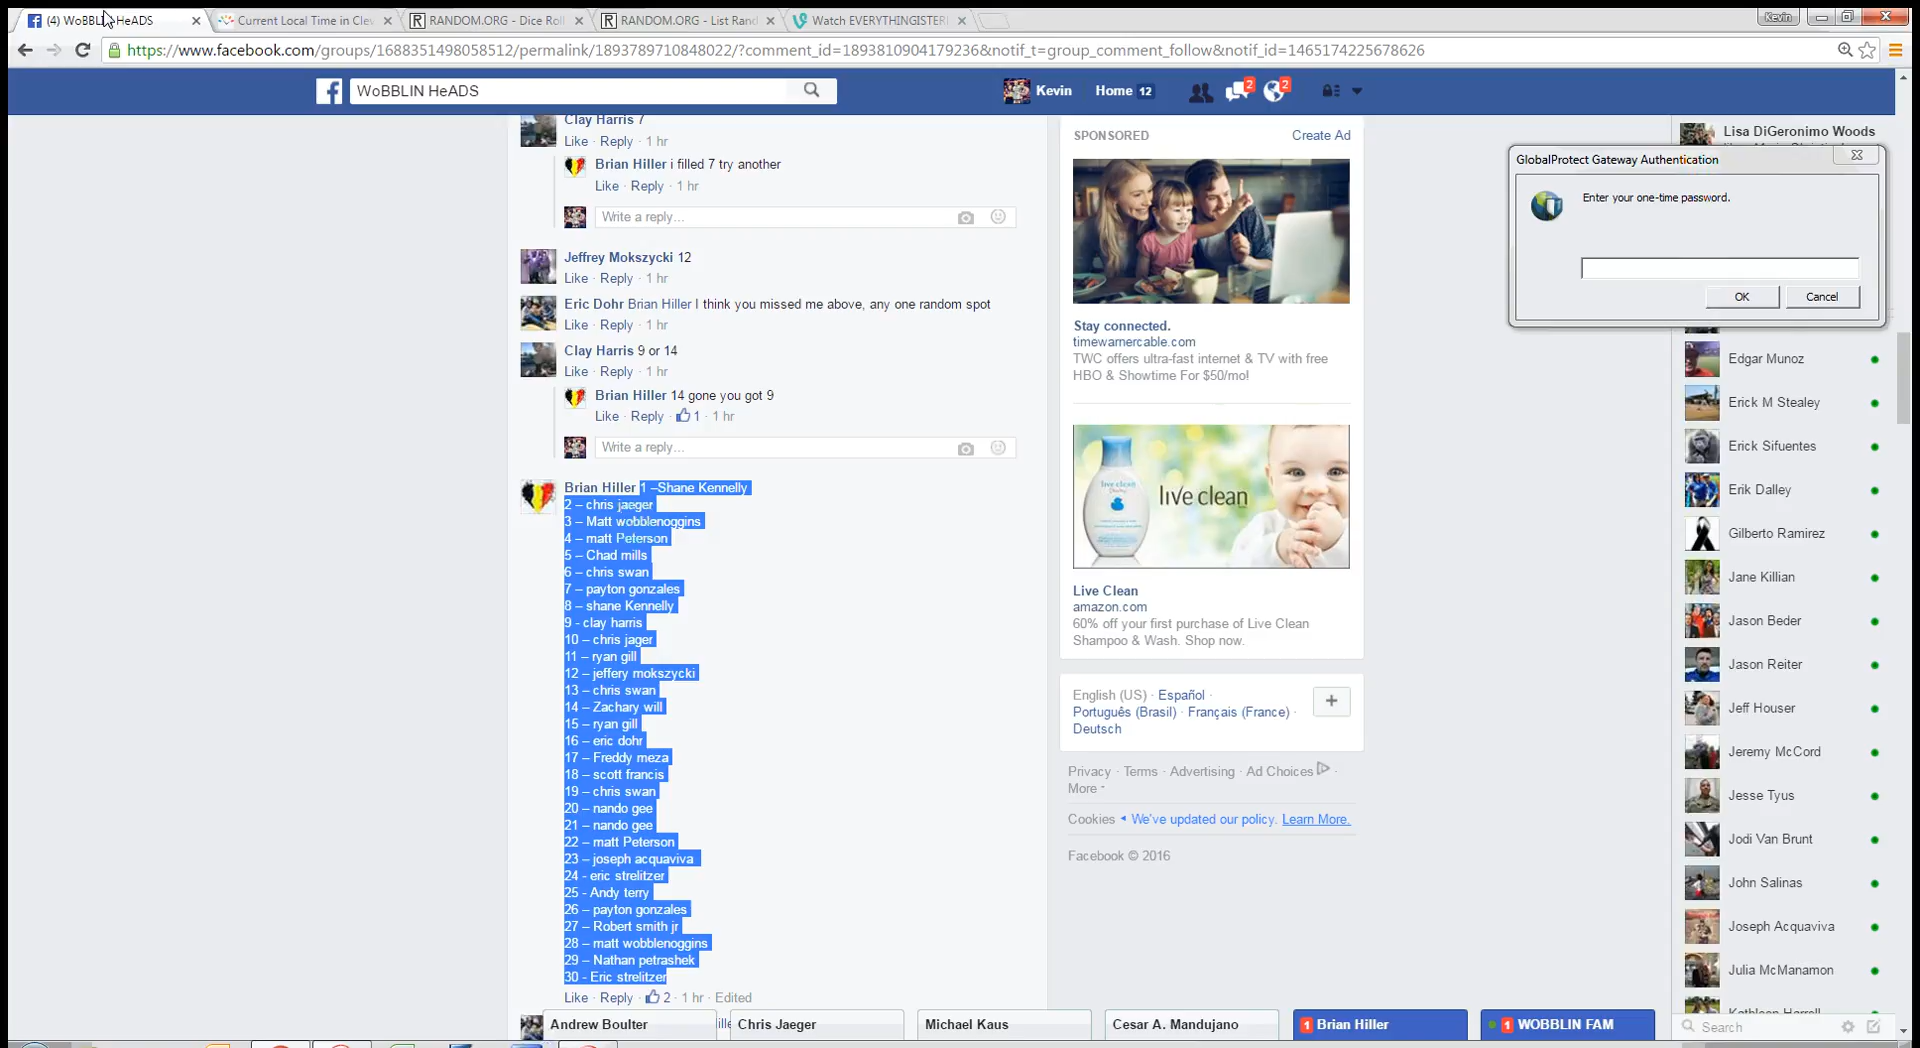 (4) WoBBLIN HeADS
Current Local Time in Clev
RANDOM.ORG - Dice Roll
RANDOM.ORG - List Rand
Watch EVERYTHINGISTER
Kevin
https://www.facebook.com/groups/1688351498058512/permalink/1893789710848022/?comment_id=1893810904179236&notif_t=group_comment_follow&notif_id=1465174225678626
WoBBLIN HeADS
Kevin
Home 12
2
2
Clay Harris 7
Like · Reply · 1 hr
Brian Hiller i filled 7 try another
Like · Reply · 1 hr
Write a reply...
Jeffrey Mokszycki 12
Like · Reply · 1 hr
Eric Dohr Brian Hiller I think you missed me above, any one random spot
Like · Reply · 1 hr
Clay Harris 9 or 14
Like · Reply · 1 hr
Brian Hiller 14 gone you got 9
Like · Reply · 1 · 1 hr
Write a reply...
Brian Hiller 1 –Shane Kennelly
2 – chris jaeger
3 – Matt wobblenoggins
4 – matt Peterson
5 – Chad mills
6 – chris swan
7 – payton gonzales
8 – shane Kennelly
9 - clay harris
10 – chris jager
11 – ryan gill
12 – jeffery mokszycki
13 – chris swan
14 – Zachary will
15 – ryan gill
16 – eric dohr
17 – Freddy meza
18 – scott francis
19 – chris swan
20 – nando gee
21 – nando gee
22 – matt Peterson
23 – joseph acquaviva
24 - eric strelitzer
25 - Andy terry
26 – payton gonzales
27 – Robert smith jr
28 – matt wobblenoggins
29 – Nathan petrashek
30 - Eric strelitzer
Like · Reply · 2 · 1 hr · Edited
SPONSORED
Create Ad
Stay connected.
timewarnercable.com
TWC offers ultra-fast internet & TV with free
HBO & Showtime For $50/mo!
live clean
live clean
Live Clean
amazon.com
60% off your first purchase of Live Clean
Shampoo & Wash. Shop now.
English (US) · Español ·
Português (Brasil) · Français (France) ·
Deutsch
Privacy · Terms · Advertising · Ad Choices ·
More
Cookies · We've updated our policy. Learn More.
Facebook © 2016
Lisa DiGeronimo Woods
GlobalProtect Gateway Authentication
Enter your one-time password.
OK
Cancel
Edgar Munoz
Erick M Stealey
Erick Sifuentes
Erik Dalley
Gilberto Ramirez
Jane Killian
Jason Beder
Jason Reiter
Jeff Houser
Jeremy McCord
Jesse Tyus
Jodi Van Brunt
John Salinas
Joseph Acquaviva
Julia McManamon
Kathleen Harrell
Search
Andrew Boulter
Chris Jaeger
Michael Kaus
Cesar A. Mandujano
1 Brian Hiller
1 WOBBLIN FAM